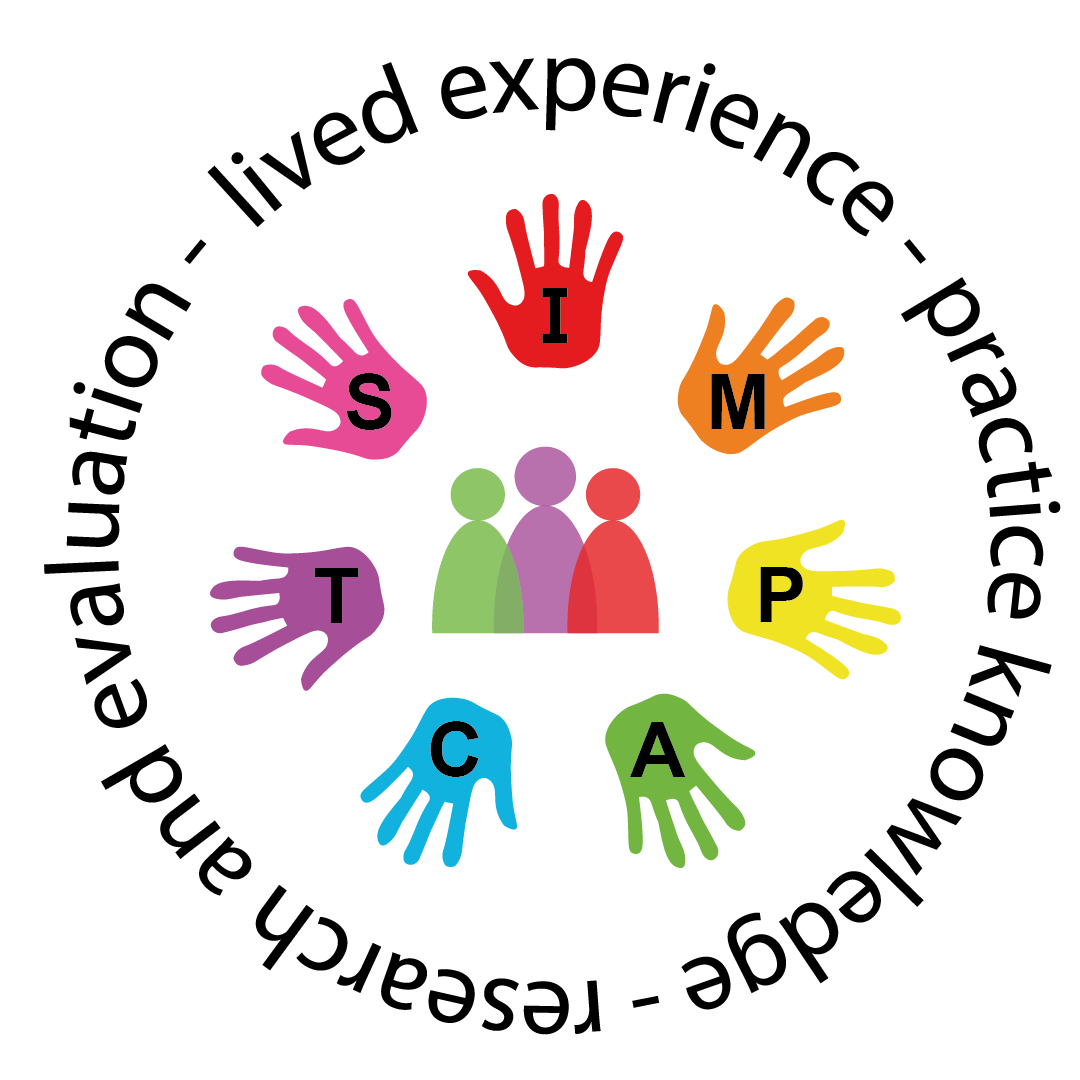 lived experience - practice knowledge - research and evaluation -
I
M
P
A
C
T
S